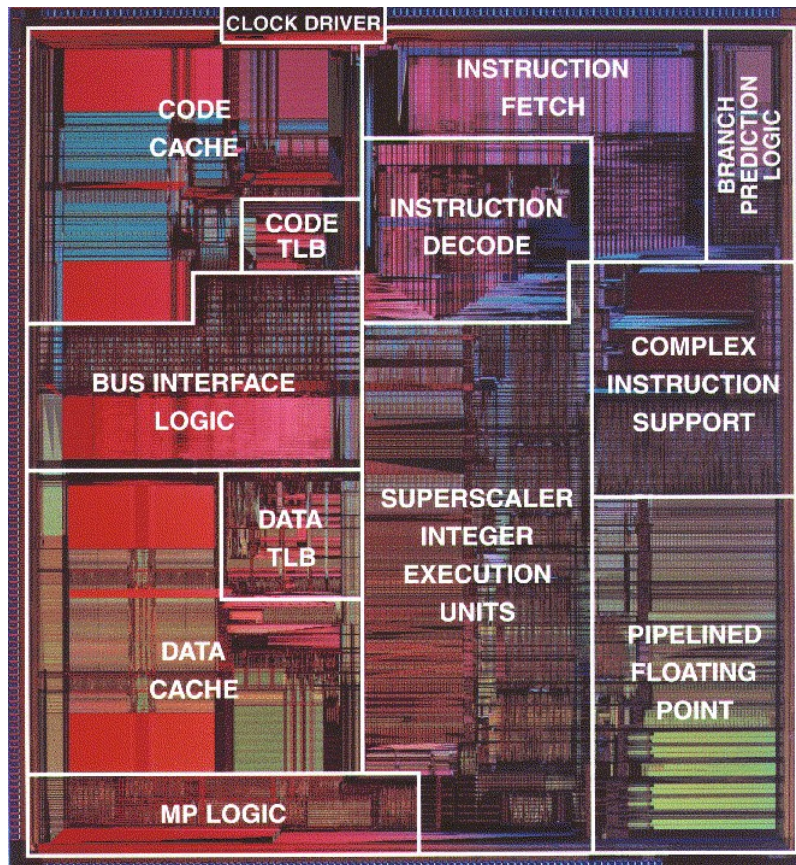 CLOCK DRIVER
CODE
CACHE
INSTRUCTION
FETCH
BRANCH
PREDICTION
LOGIC
CODE
TLB
INSTRUCTION
DECODE
BUS INTERFACE
LOGIC
COMPLEX
INSTRUCTION
SUPPORT
DATA
TLB
SUPERSCALER
INTEGER
EXECUTION
UNITS
DATA
CACHE
PIPELINED
FLOATING
POINT
MP LOGIC